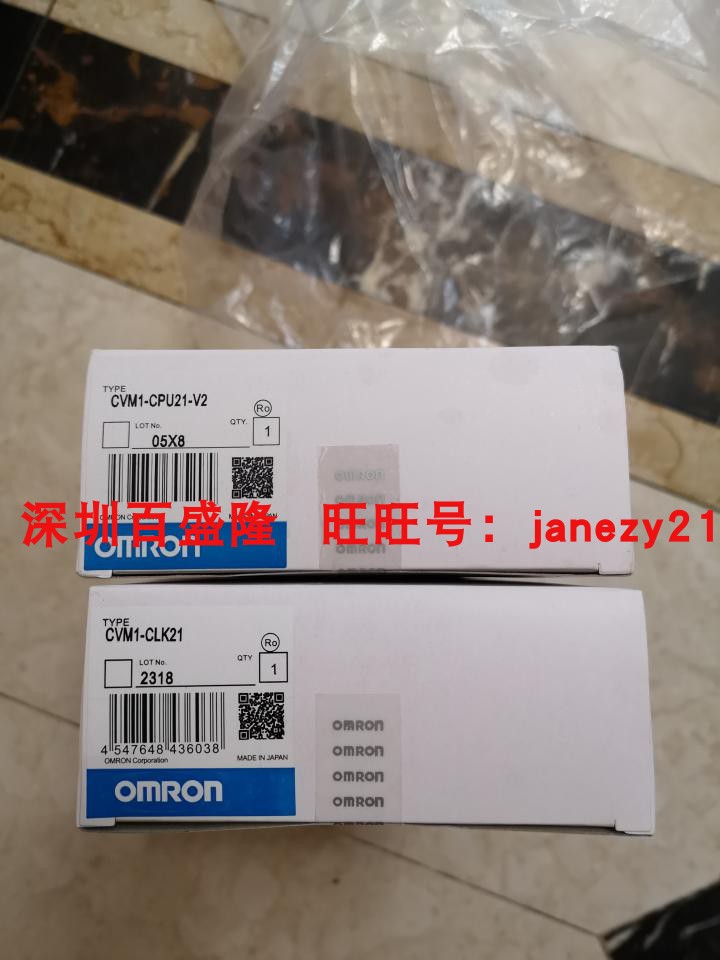 TYPE
CVM1-CPU21-V2
Ro
LOT No.
QTY.
05X8
1
OMRON
深圳百盛隆 旺旺号: janezy21
OMRON
OMRON
TYPE
CVM1-CLK21
Ro
LOT No.
QTY
2318
1
4 547648 436038
OMRON Corporation
MADE IN JAPAN
OMRON
OMRON
OMRON
OMRON
OMRON
OMRON